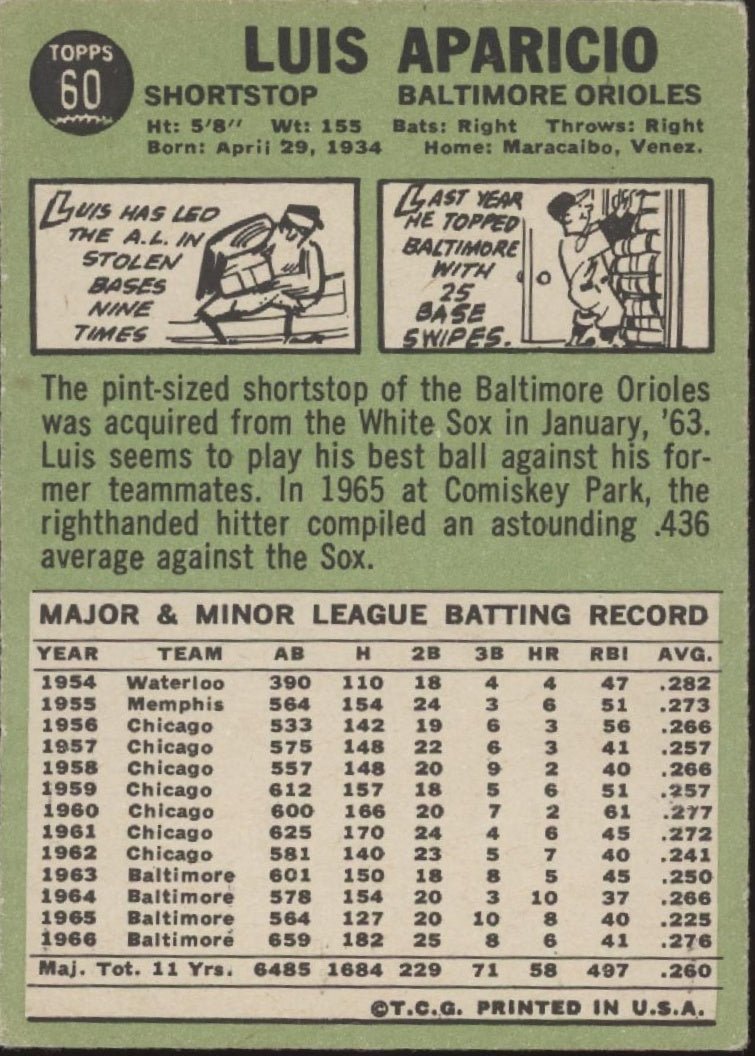 TOPPS
60
LUIS APARICIO
SHORTSTOP BALTIMORE ORIOLES
Ht: 5'8" Wt: 155 Bats: Right Throws: Right
Born: April 29, 1934 Home: Maracaibo, Venez.
LUIS HAS LED
THE A.L. IN
STOLEN
BASES
NINE
TIMES
LAST YEAR
HE TOPPED
BALTIMORE
WITH
25
BASE
SWIPES.
The pint-sized shortstop of the Baltimore Orioles
was acquired from the White Sox in January, '63.
Luis seems to play his best ball against his for-
mer teammates. In 1965 at Comiskey Park, the
righthanded hitter compiled an astounding .436
average against the Sox.
MAJOR & MINOR LEAGUE BATTING RECORD
YEAR TEAM AB H 2B 3B HR RBI AVG.
1954 Waterloo 390 110 18 4 4 47 .282
1955 Memphis 564 154 24 3 6 51 .273
1956 Chicago 533 142 19 6 3 56 .266
1957 Chicago 575 148 22 6 3 41 .257
1958 Chicago 557 148 20 9 2 40 .266
1959 Chicago 612 157 18 5 6 51 .257
1960 Chicago 600 166 20 7 2 61 .277
1961 Chicago 625 170 24 4 6 45 .272
1962 Chicago 581 140 23 5 7 40 .241
1963 Baltimore 601 150 18 8 5 45 .250
1964 Baltimore 578 154 20 3 10 37 .266
1965 Baltimore 564 127 20 10 8 40 .225
1966 Baltimore 659 182 25 8 6 41 .276
Maj. Tot. 11 Yrs. 6485 1684 229 71 58 497 .260
©T.C.G. PRINTED IN U.S.A.